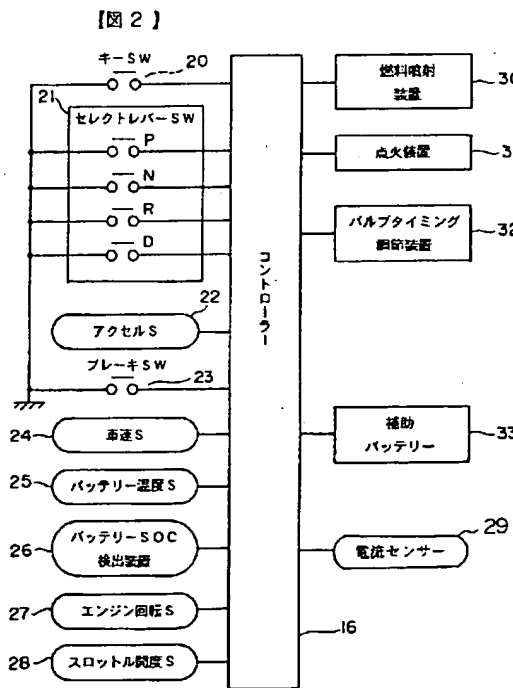 【図2】
キーSW
20
21
セレクトレバーSW
P
N
R
D
22
アクセルS
ブレーキSW
23
24
車速S
25
バッテリー温度S
26
バッテリーSOC
検出装置
27
エンジン回転S
28
スロットル開度S
コントローラー
16
燃料噴射
装置
30
点火装置
3
バルブタイミング
調節装置
32
補助
バッテリー
33
電流センサー
29